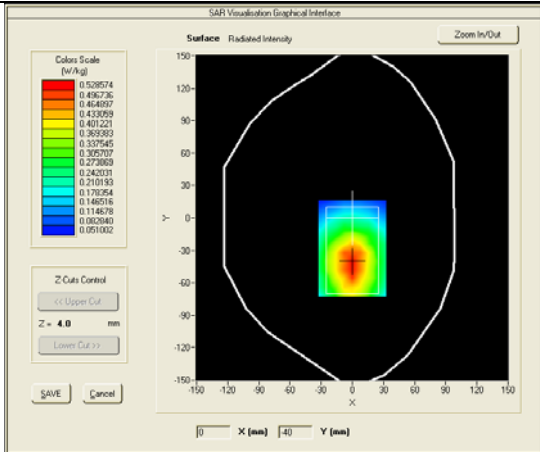 SAR Visualisation Graphical Interface
Surface Radiated Intensity
Zoom In/Out
Colors Scale
(W/kg)
0.528574
0.496736
0.464897
0.433059
0.401221
0.369383
0.337545
0.305707
0.273869
0.242031
0.210193
0.178354
0.146516
0.114678
0.082840
0.051002
Z-Cuts Control
<< Upper Cut
Z = 4.0 mm
Lower Cut >>
SAVE Cancel
150-
120-
90-
60-
30-
0-
-30-
-60-
-90-
-120-
-150-
Y
-150 -120 -90 -60 -30 0 30 60 90 120 150
X
0 X (mm) -40 Y (mm)